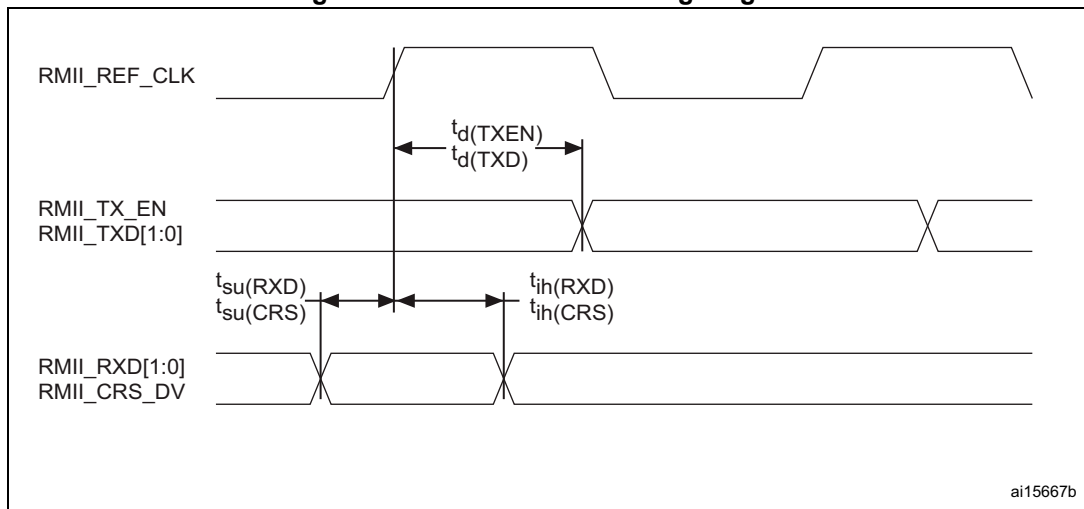 RMII_REF_CLK
td(TXEN)
td(TXD)
RMII_TX_EN
RMII_TXD[1:0]
tsu(RXD)
tsu(CRS)
tih(RXD)
tih(CRS)
RMII_RXD[1:0]
RMII_CRS_DV
ai15667b